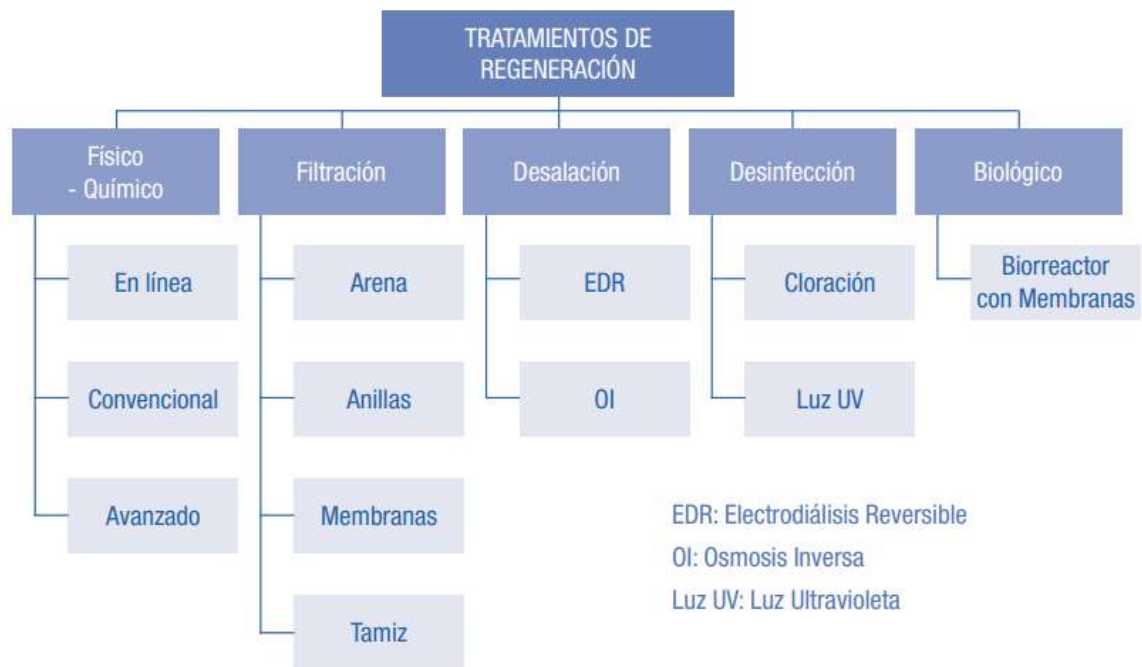 TRATAMIENTOS DE
REGENERACIÓN
Físico
- Químico
Filtración
Desalación
Desinfección
Biológico
En línea
Arena
EDR
Cloración
Biorreactor
con Membranas
Convencional
Anillas
OI
Luz UV
Avanzado
Membranas
Tamiz
EDR: Electrodiálisis Reversible
OI: Osmosis Inversa
Luz UV: Luz Ultravioleta